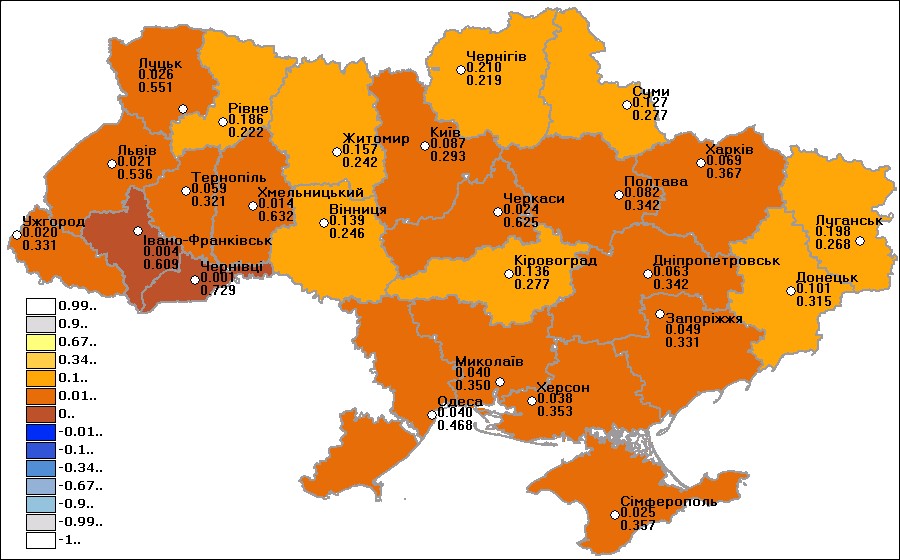 Луцьк
0.026
0.551
Рівне
0.186
0.222
Житомир
0.157
0.242
Київ
0.087
0.293
Чернігів
0.210
0.219
Суми
0.127
0.277
Львів
0.021
0.536
Тернопіль
0.059
0.321
Хмельницький
0.014
0.632
Вінниця
0.139
0.246
Черкаси
0.024
0.625
Полтава
0.082
0.342
Харків
0.069
0.367
Луганськ
0.198
0.268
Ужгород
0.020
0.331
Івано-Франківськ
0.004
0.609
Чернівці
0.001
0.729
Кіровоград
0.136
0.277
Дніпропетровськ
0.063
0.342
Донецьк
0.101
0.315
Запоріжжя
0.049
0.331
Миколаїв
0.040
0.350
Херсон
0.038
0.353
Одеса
0.040
0.468
Сімферополь
0.025
0.357
0.99..
0.9..
0.67..
0.34..
0.1..
0.01..
0..
-0.01..
-0.1..
-0.34..
-0.67..
-0.9..
-0.99..
-1..